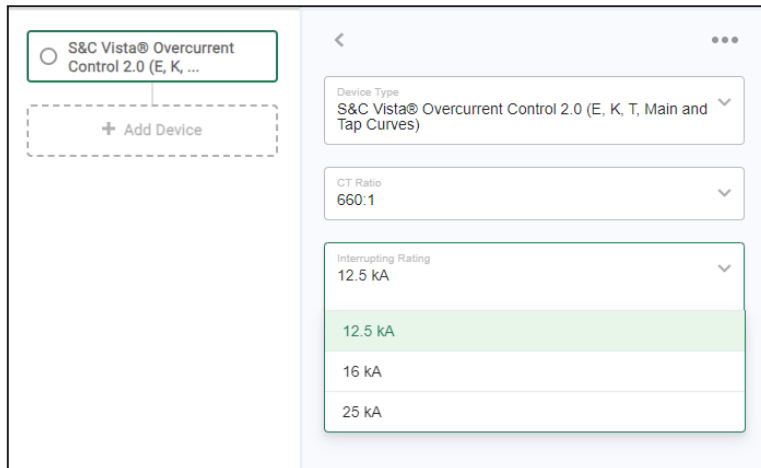 S&C Vista® Overcurrent
Control 2.0 (E, K, ...
+ Add Device
Device Type
S&C Vista® Overcurrent Control 2.0 (E, K, T, Main and
Tap Curves)
CT Ratio
660:1
Interrupting Rating
12.5 kA
12.5 kA
16 kA
25 kA